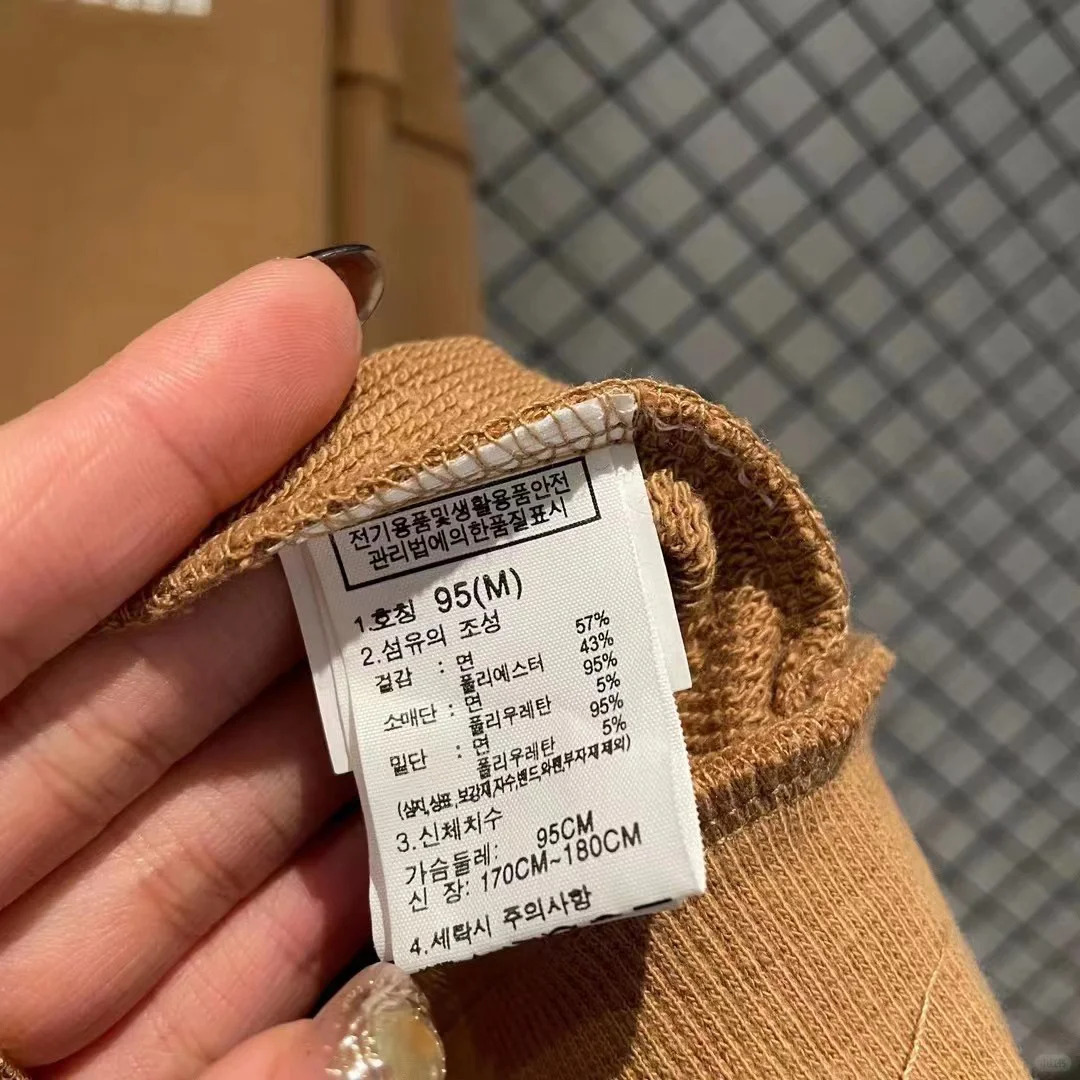 전기용품및생활용품안전
관리법에의한품질표시
1.호칭 95(M)
2.섬유의 조성
겉감 : 면 57%
폴리에스터 43%
소매단 : 면 95%
폴리우레탄 5%
밑단 : 면 95%
폴리우레탄 5%
(심지,상표,보강제,자수,밴드와펜,부자재제외)
3.신체치수
가슴둘레: 95CM
신 장: 170CM~180CM
4.세탁시 주의사항